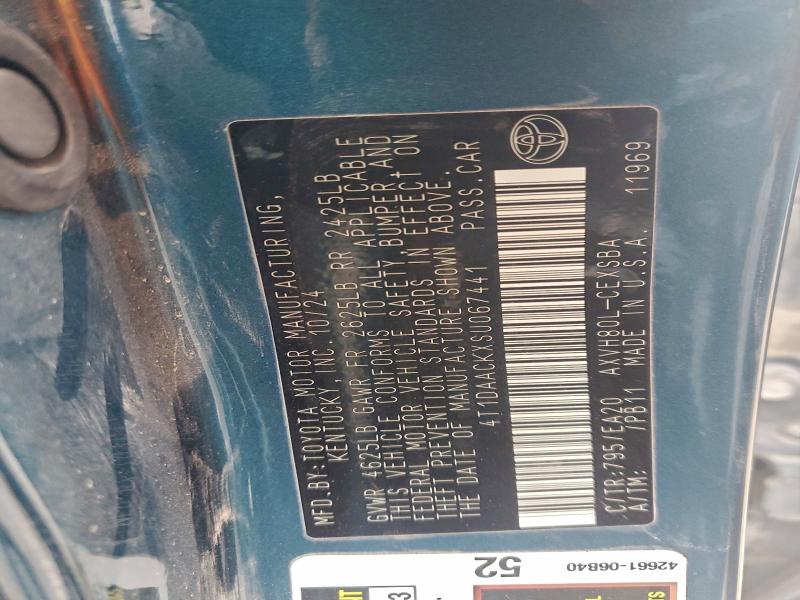 MFD.BY: TOYOTA MOTOR MANUFACTURING,
KENTUCKY, INC. 10/24
GVWR 4625LB GAWR FR 2625LB RR 2425LB
THIS VEHICLE CONFORMS TO ALL APPLICABLE
FEDERAL MOTOR VEHICLE SAFETY, BUMPER, AND
THEFT PREVENTION STANDARDS IN EFFECT ON
THE DATE OF MANUFACTURE SHOWN ABOVE.
4T1DAACKXSU067441 PASS.CAR
C/TR:795/EA20 AXVH80L-CEXSBA
A/TM: 7PB11 MADE IN U.S.A. 11969
52
42661-06B40